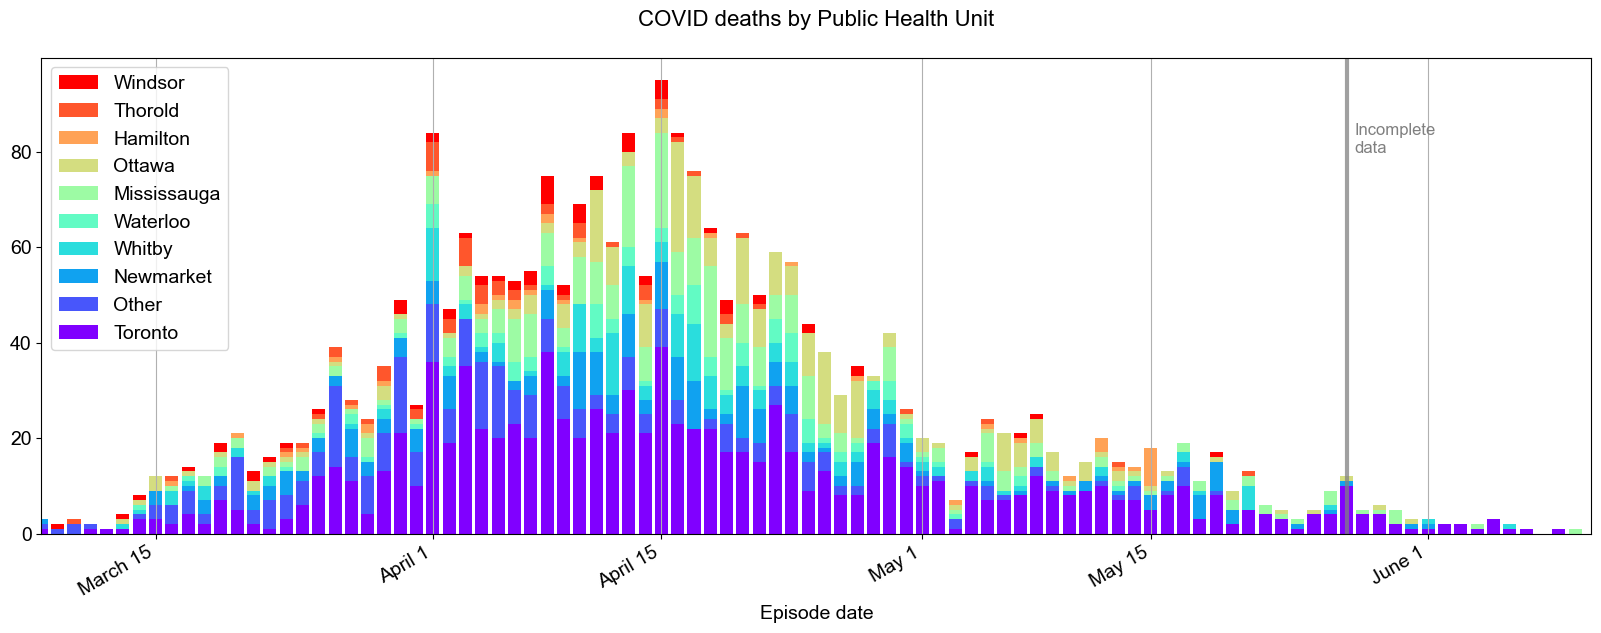 COVID deaths by Public Health Unit
Windsor
Thorold
Hamilton
Ottawa
Mississauga
Waterloo
Whitby
Newmarket
Other
Toronto
Incomplete
data
80
60
40
20
0
March 15
April 1
April 15
May 1
May 15
June 1
Episode date